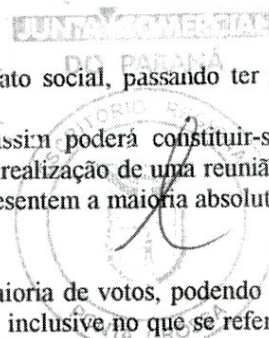 JUNTA COMERCIAL
DO PARANÁ
ato social, passando ter
assim poderá constituir-s
realização de uma reuniã
esentem a maioria absolut
aioria de votos, podendo
inclusive no que se refer